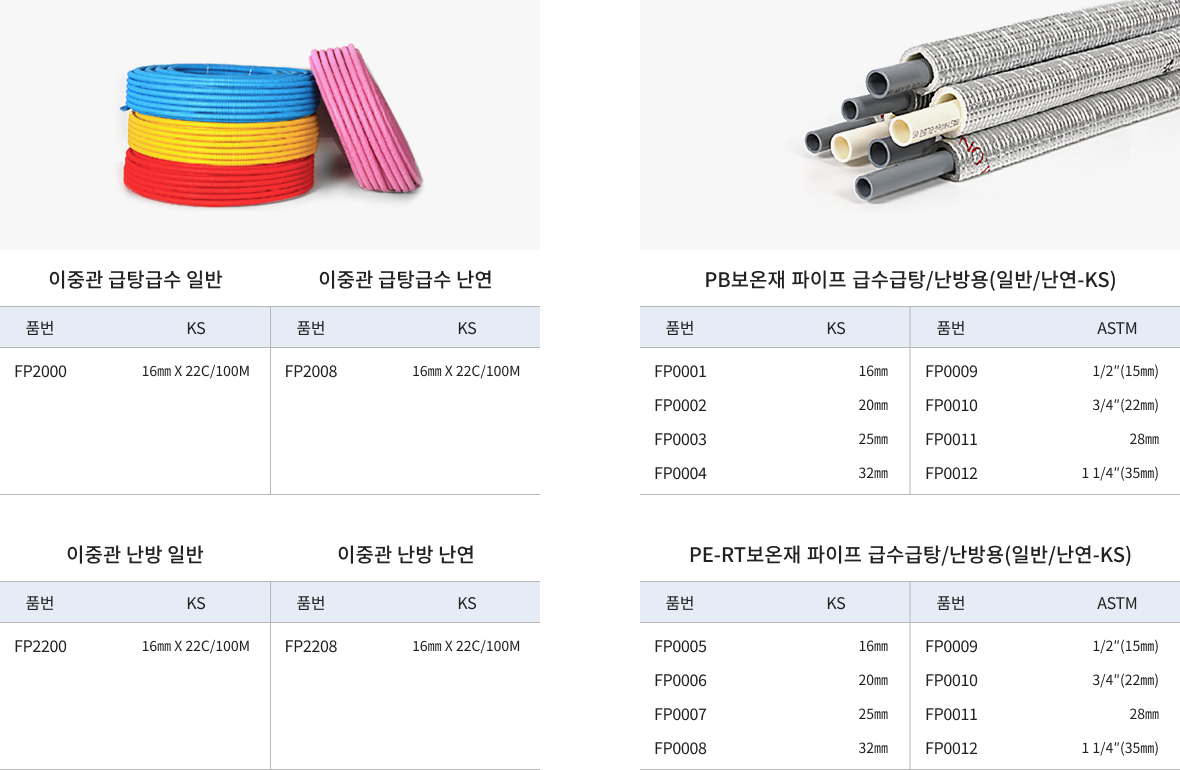 이중관 급탕급수 일반
이중관 급탕급수 난연
품번 KS 품번 KS
FP2000 16㎜ X 22C/100M FP2008 16㎜ X 22C/100M
이중관 난방 일반
이중관 난방 난연
품번 KS 품번 KS
FP2200 16㎜ X 22C/100M FP2208 16㎜ X 22C/100M
PB보온재 파이프 급수급탕/난방용(일반/난연-KS)
품번 KS 품번 ASTM
FP0001 16㎜ FP0009 1/2"(15㎜)
FP0002 20㎜ FP0010 3/4"(22㎜)
FP0003 25㎜ FP0011 28㎜
FP0004 32㎜ FP0012 1 1/4"(35㎜)
PE-RT보온재 파이프 급수급탕/난방용(일반/난연-KS)
품번 KS 품번 ASTM
FP0005 16㎜ FP0009 1/2"(15㎜)
FP0006 20㎜ FP0010 3/4"(22㎜)
FP0007 25㎜ FP0011 28㎜
FP0008 32㎜ FP0012 1 1/4"(35㎜)